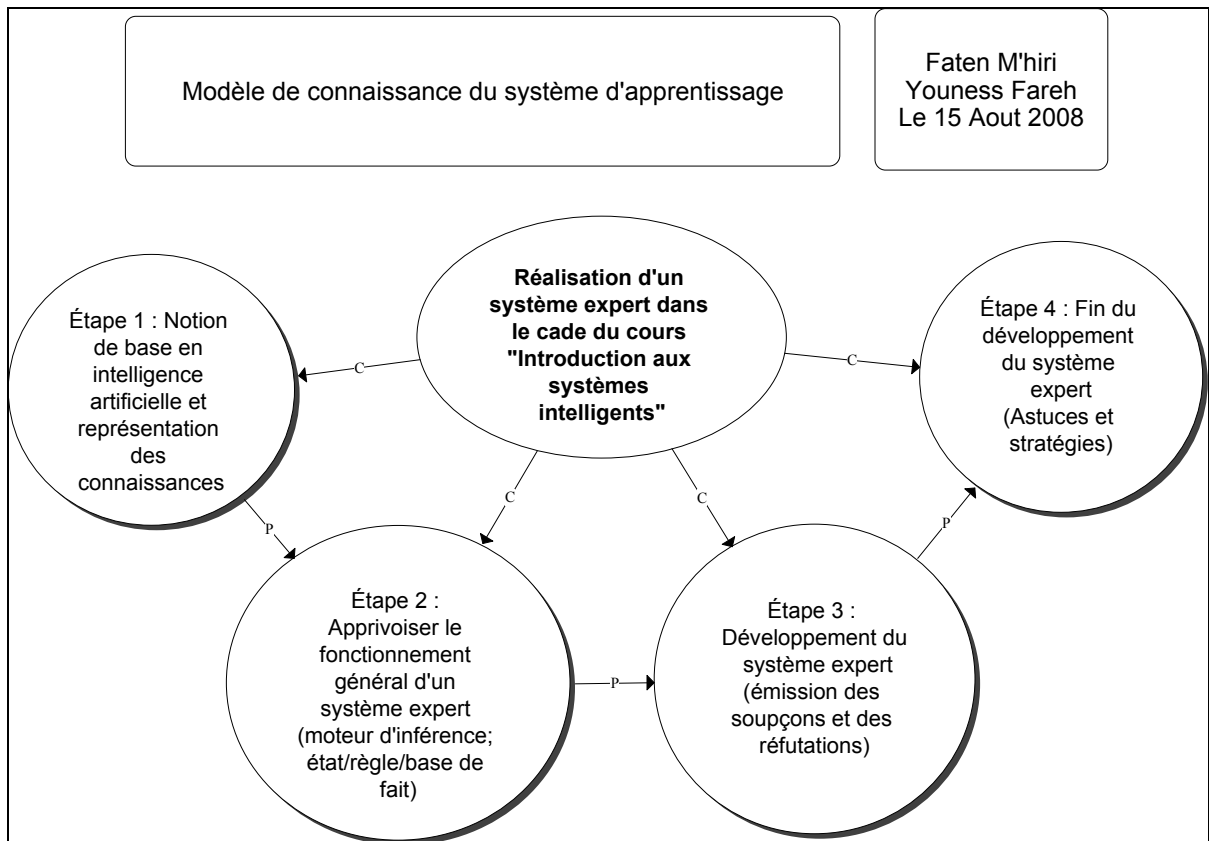 Modèle de connaissance du système d'apprentissage
Faten M'hiri
Youness Fareh
Le 15 Aout 2008
Réalisation d'un
système expert dans
le cade du cours
"Introduction aux
systèmes
intelligents"
Étape 1 : Notion
de base en
intelligence
artificielle et
représentation
des
connaissances
Étape 4 : Fin du
développement
du système
expert
(Astuces et
stratégies)
C
C
C
C
P
P
P
Étape 2 :
Apprivoiser le
fonctionnement
général d'un
système expert
(moteur d'inférence;
état/règle/base de
fait)
Étape 3 :
Développement du
système expert
(émission des
soupçons et des
réfutations)